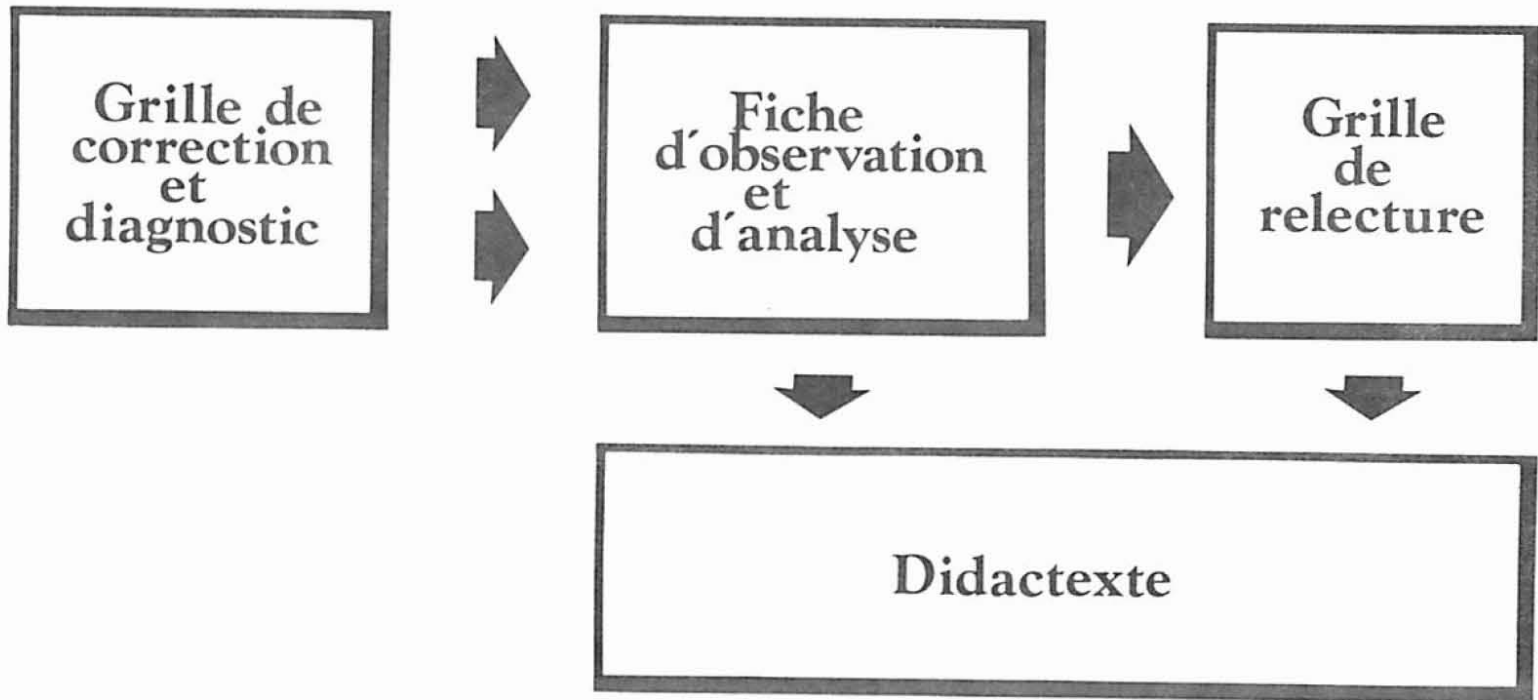 Grille de
correction
et
diagnostic
Fiche
d'observation
et
d'analyse
Grille
de
relecture
Didactexte